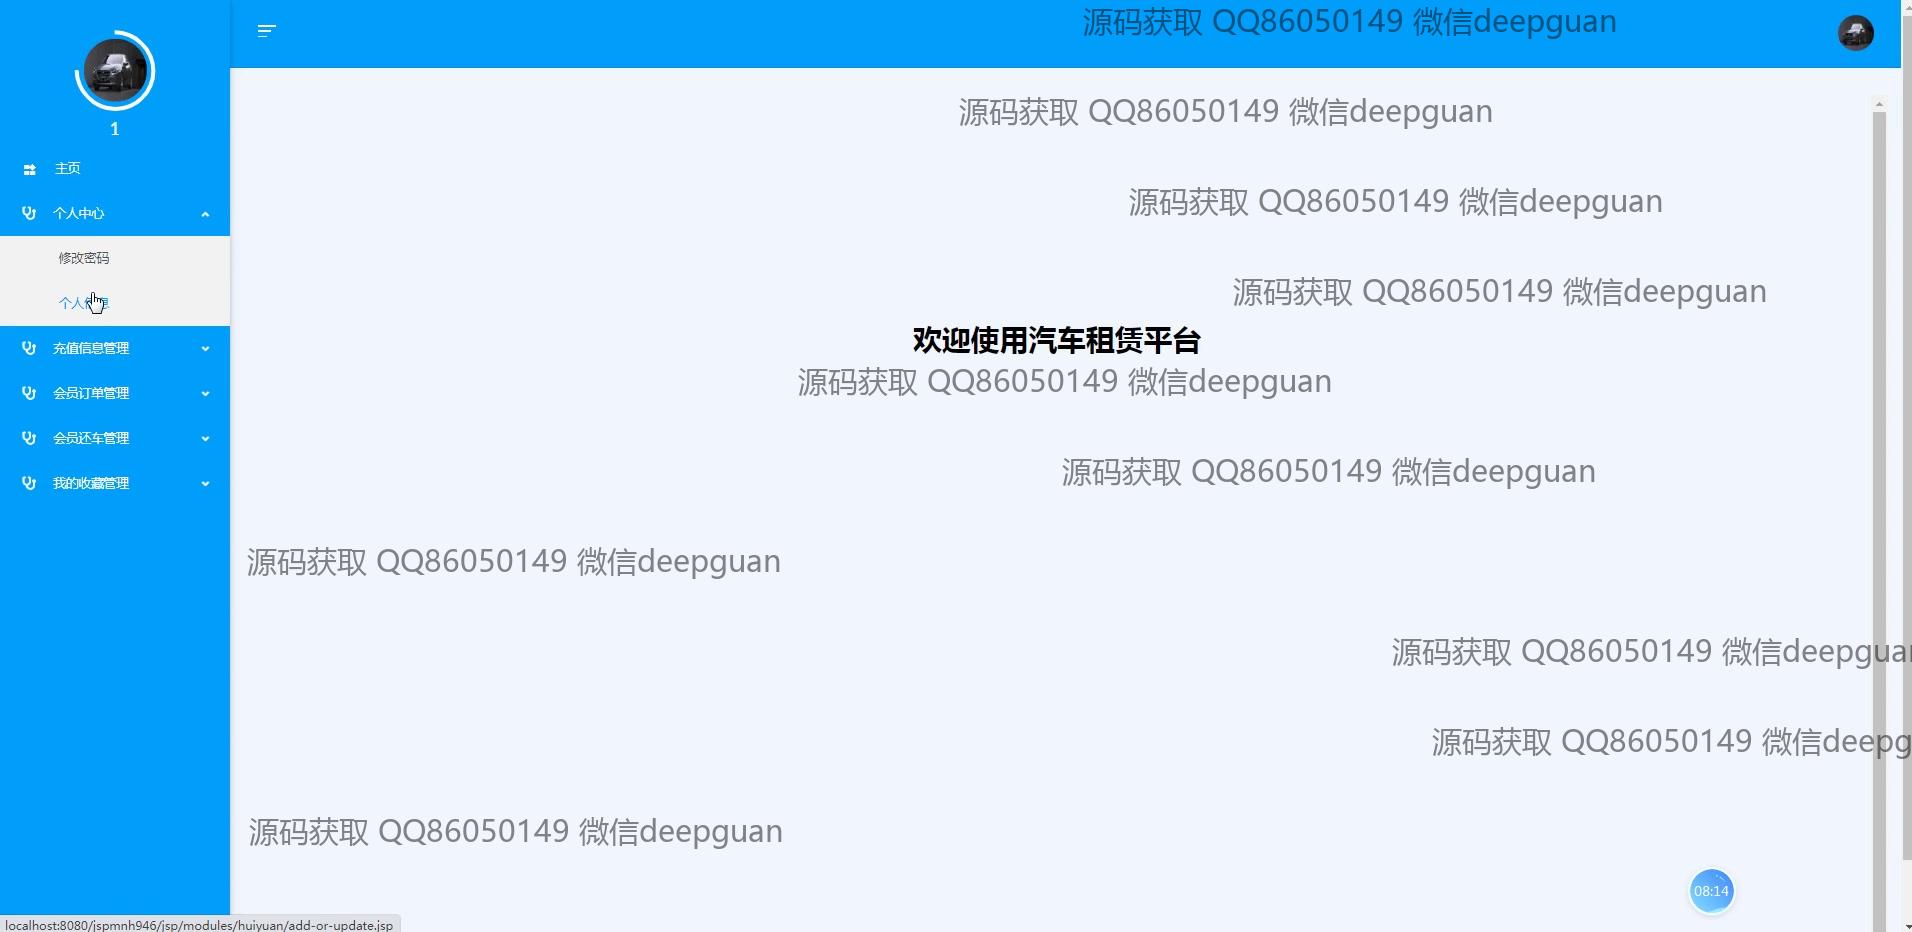 源码获取 QQ86050149 微信deepguan
1
源码获取 QQ86050149 微信deepguan
主页
源码获取 QQ86050149 微信deepguan
个人中心
修改密码
源码获取 QQ86050149 微信deepguan
个人信息
欢迎使用汽车租赁平台
充值信息管理
源码获取 QQ86050149 微信deepguan
会员订单管理
会员还车管理
源码获取 QQ86050149 微信deepguan
我的收藏管理
源码获取 QQ86050149 微信deepguan
源码获取 QQ86050149 微信deepguan
源码获取 QQ86050149 微信deepg
源码获取 QQ86050149 微信deepguan
08:14
localhost:8080/jspmnh946/jsp/modules/huiyuan/add-or-update.jsp